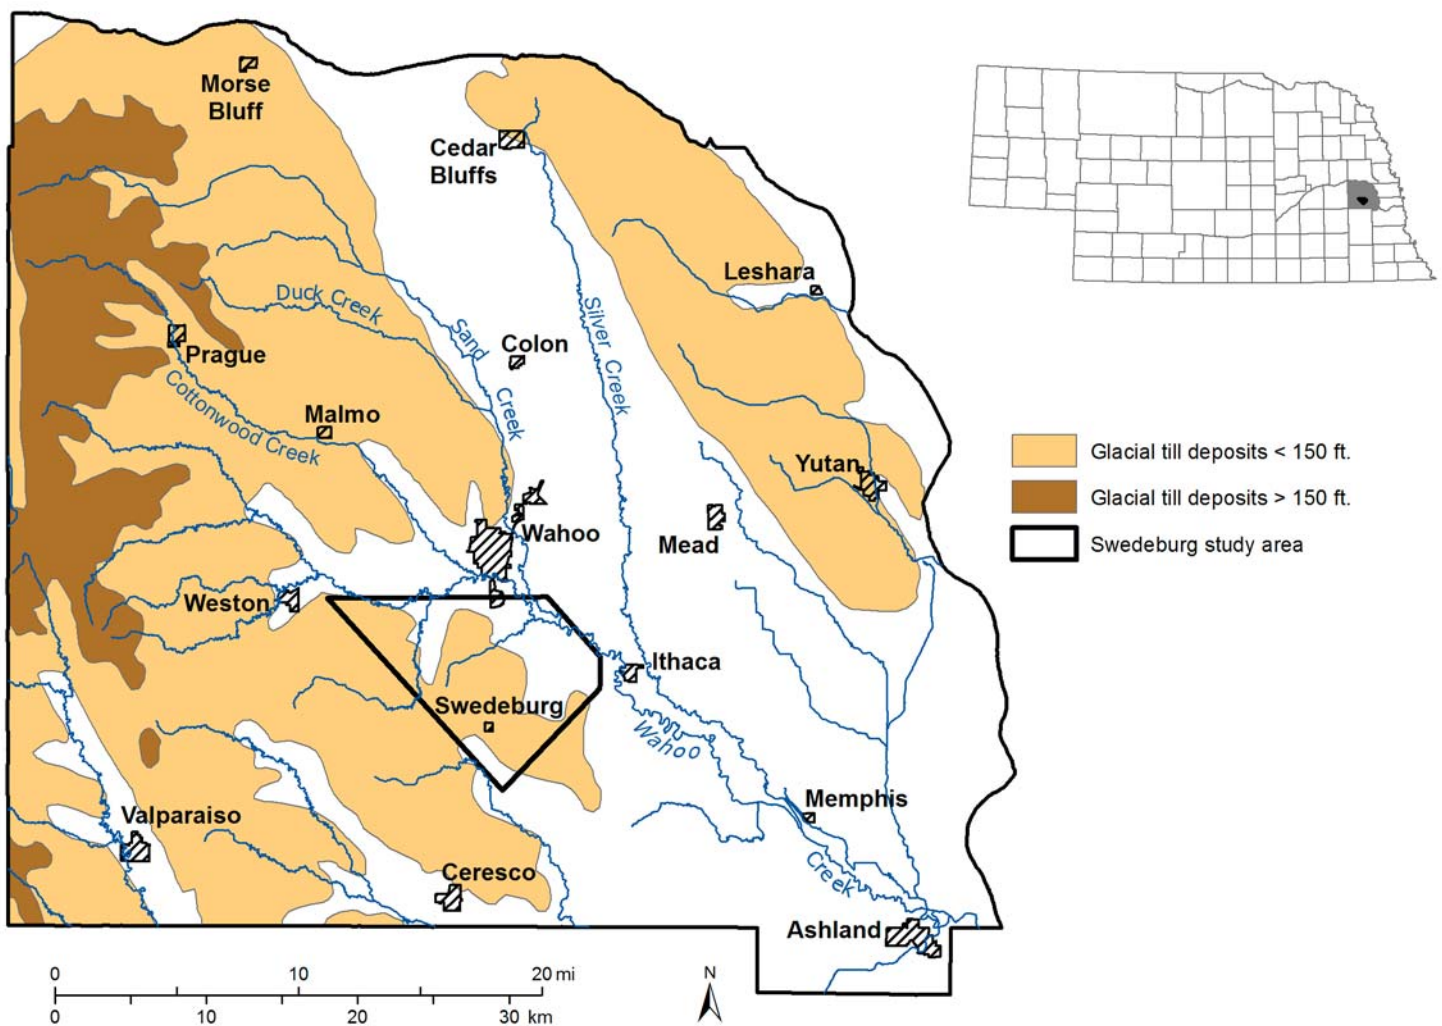 Morse
Bluff
Cedar
Bluffs
Leshara
Duck Creek
Sand
Creek
Silver Creek
Colon
Prague
Cottonwood Creek
Malmo
Yutan
Wahoo
Mead
Weston
Ithaca
Swedeburg
Wahoo
Creek
Memphis
Valparaiso
Ceresco
Ashland
Glacial till deposits < 150 ft.
Glacial till deposits > 150 ft.
Swedeburg study area
0 10 20 mi
0 10 20 30 km
N